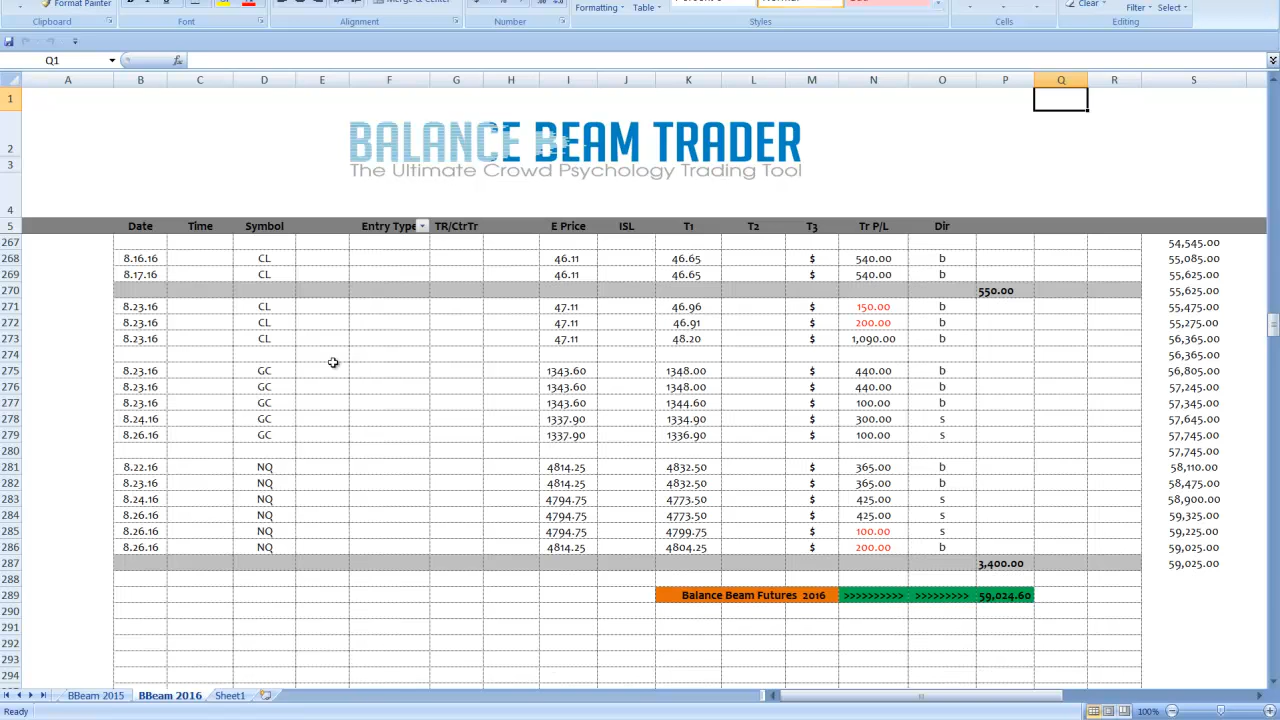 Format Painter
Merge & Center
Formatting
Table
Clear
Filter
Select
Clipboard
Font
Alignment
Number
Styles
Cells
Editing
Q1
fx
A B C D E F G H I J K L M N O P Q R S
1
BALANCE BEAM TRADER
2
3
The Ultimate Crowd Psychology Trading Tool
4
5 Date Time Symbol Entry Type TR/CtrTr E Price ISL T1 T2 T3 Tr P/L Dir
267 54,545.00
268 8.16.16 CL 46.11 46.65 $ 540.00 b 55,085.00
269 8.17.16 CL 46.11 46.65 $ 540.00 b 55,625.00
270 550.00 55,625.00
271 8.23.16 CL 47.11 46.96 $ 150.00 b 55,475.00
272 8.23.16 CL 47.11 46.91 $ 200.00 b 55,275.00
273 8.23.16 CL 47.11 48.20 $ 1,090.00 b 56,365.00
274 56,365.00
275 8.23.16 GC 1343.60 1348.00 $ 440.00 b 56,805.00
276 8.23.16 GC 1343.60 1348.00 $ 440.00 b 57,245.00
277 8.23.16 GC 1343.60 1344.60 $ 100.00 b 57,345.00
278 8.24.16 GC 1337.90 1334.90 $ 300.00 s 57,645.00
279 8.26.16 GC 1337.90 1336.90 $ 100.00 s 57,745.00
280 57,745.00
281 8.22.16 NQ 4814.25 4832.50 $ 365.00 b 58,110.00
282 8.23.16 NQ 4814.25 4832.50 $ 365.00 b 58,475.00
283 8.24.16 NQ 4794.75 4773.50 $ 425.00 s 58,900.00
284 8.26.16 NQ 4794.75 4773.50 $ 425.00 s 59,325.00
285 8.26.16 NQ 4794.75 4799.75 $ 100.00 s 59,225.00
286 8.26.16 NQ 4814.25 4804.25 $ 200.00 b 59,025.00
287 3,400.00 59,025.00
288
289 Balance Beam Futures 2016 >>>>>>>>>> >>>>>>>>> 59,024.60
290
291
292
293
294
BBeam 2015 BBeam 2016 Sheet1
Ready 100%